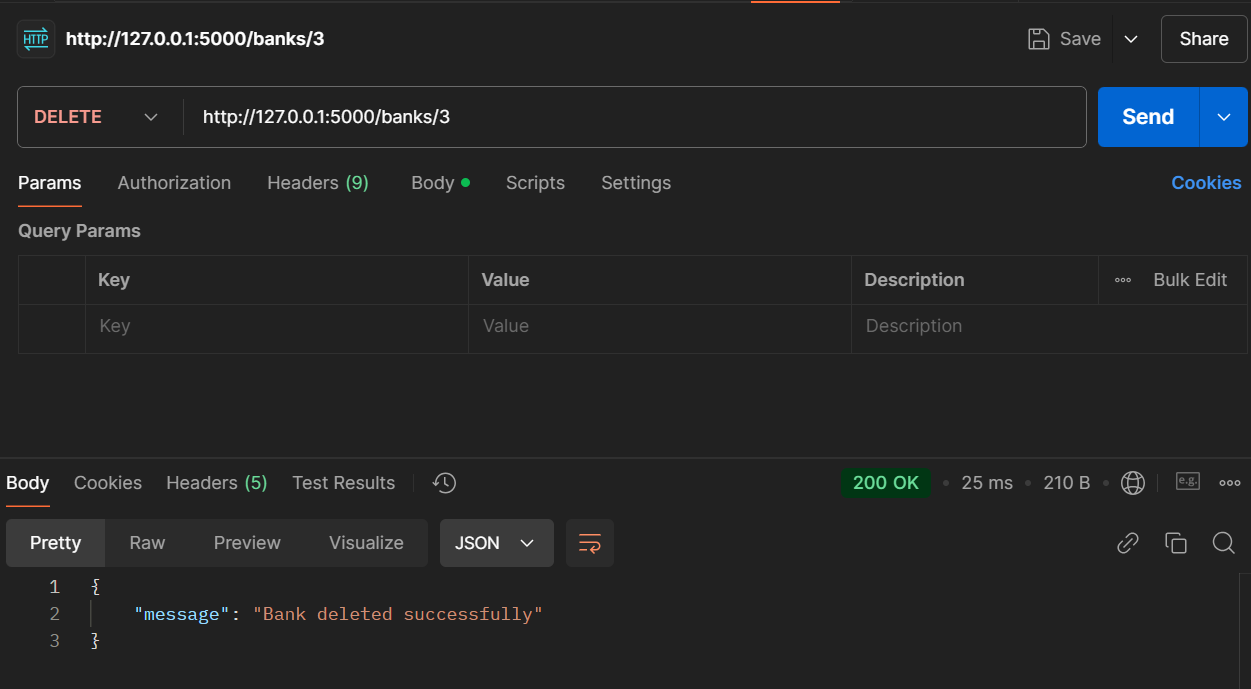 HTTP http://127.0.0.1:5000/banks/3 Save Share
DELETE http://127.0.0.1:5000/banks/3 Send
Params Authorization Headers (9) Body Scripts Settings Cookies
Query Params
Key Value Description Bulk Edit
Key Value Description
Body Cookies Headers (5) Test Results 200 OK 25 ms 210 B e.g.
Pretty Raw Preview Visualize JSON
1 {
2 "message": "Bank deleted successfully"
3 }